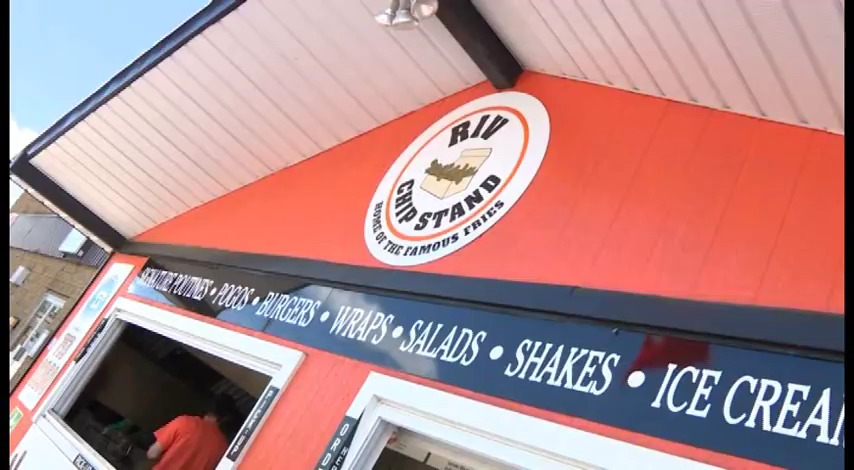 RIV
CHIP STAND
HOME OF THE FAMOUS FRIES
SIGNATURE POUTINES • POGOS • BURGERS • WRAPS • SALADS • SHAKES • ICE CREAM